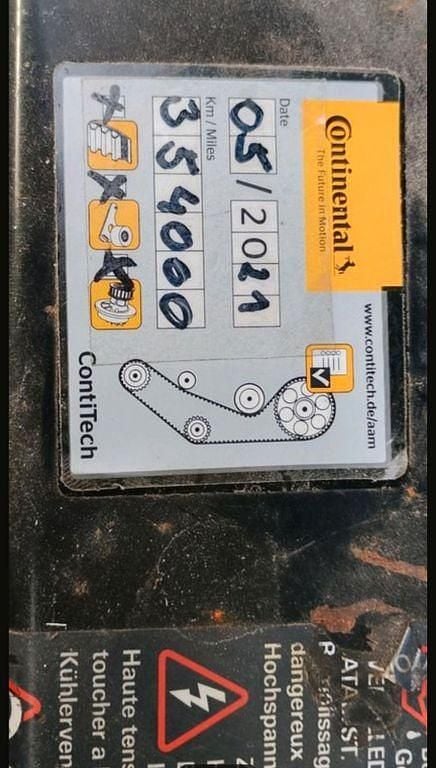 Continental
The Future in Motion
www.contitech.de/aam
Date
05/2021
Km / Miles
354000
ContiTech
dangereux
Hochspann
Haute tens
toucher a
Kühlerven